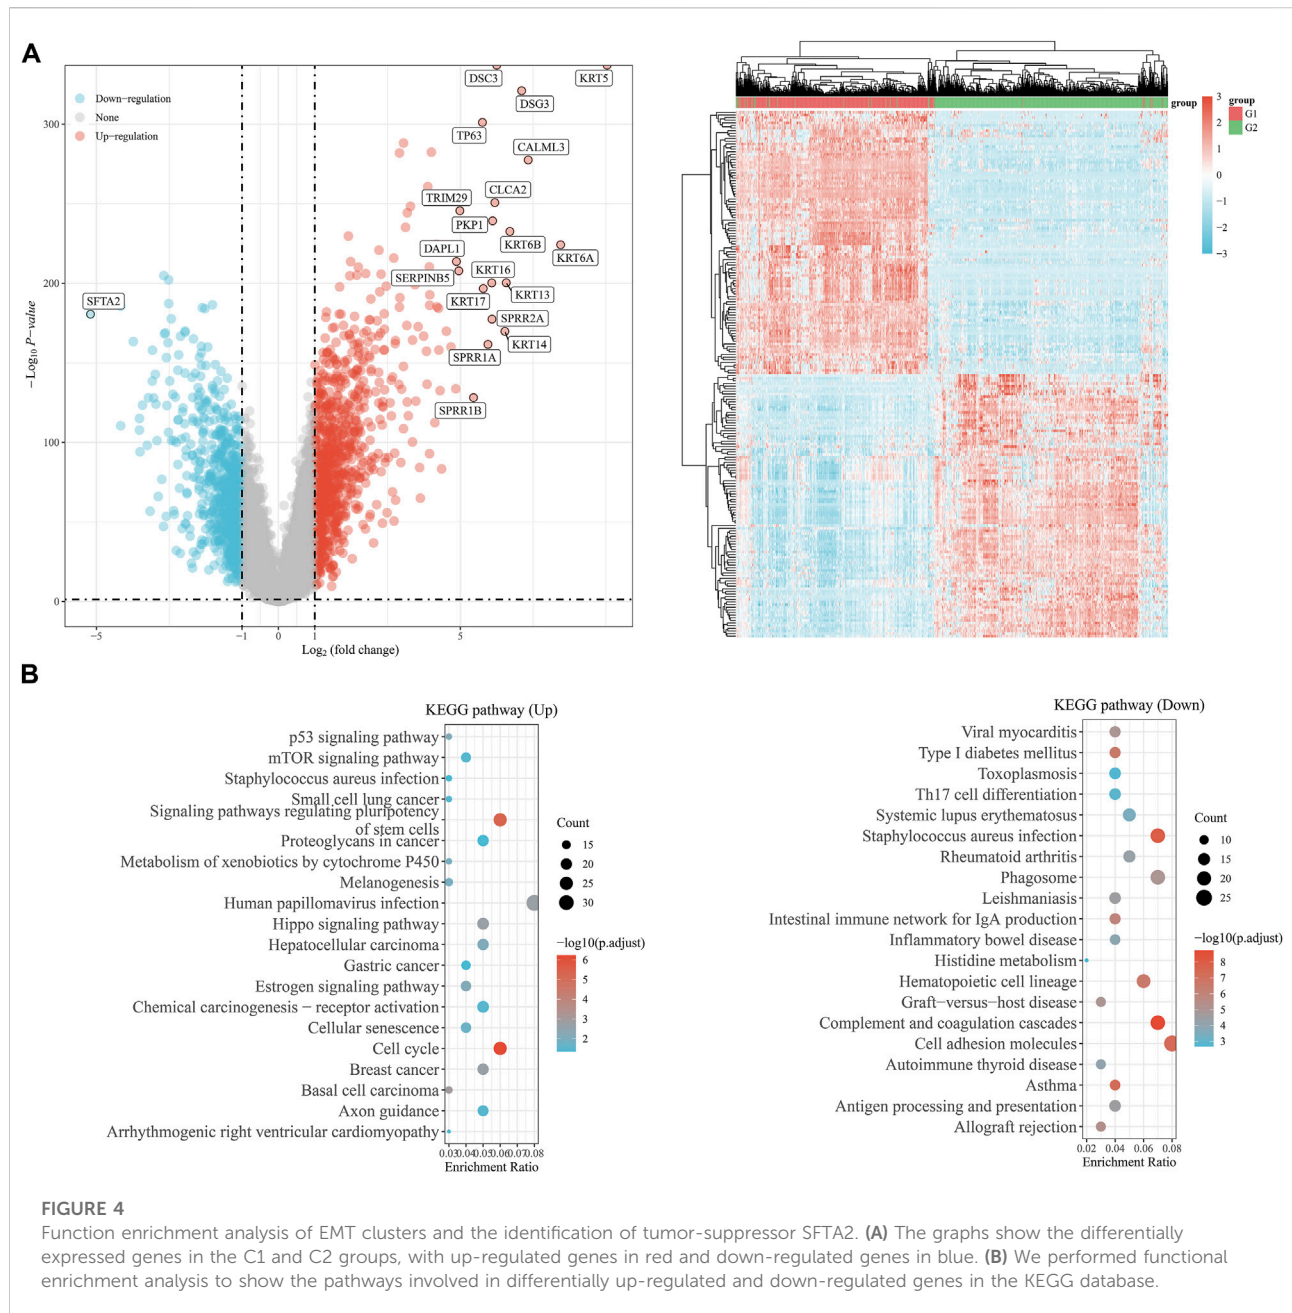 A
Down-regulation
None
Up-regulation
−Log10 P−value
300
200
100
0
−5
−1
0
1
5
Log2 (fold change)
DSC3
KRT5
DSG3
TP63
CALML3
CLCA2
TRIM29
PKP1
KRT6B
KRT6A
DAPL1
SERPINB5
KRT16
KRT13
KRT17
SPRR2A
KRT14
SPRR1A
SPRR1B
SFTA2
group
3
2
1
0
−1
−2
−3
group
G1
G2
B
KEGG pathway (Up)
p53 signaling pathway
mTOR signaling pathway
Staphylococcus aureus infection
Small cell lung cancer
Signaling pathways regulating pluripotency
of stem cells
Proteoglycans in cancer
Metabolism of xenobiotics by cytochrome P450
Melanogenesis
Human papillomavirus infection
Hippo signaling pathway
Hepatocellular carcinoma
Gastric cancer
Estrogen signaling pathway
Chemical carcinogenesis − receptor activation
Cellular senescence
Cell cycle
Breast cancer
Basal cell carcinoma
Axon guidance
Arrhythmogenic right ventricular cardiomyopathy
0.03 0.04 0.05 0.06 0.07 0.08
Enrichment Ratio
Count
15
20
25
30
−log10(p.adjust)
6
5
4
3
2
KEGG pathway (Down)
Viral myocarditis
Type I diabetes mellitus
Toxoplasmosis
Th17 cell differentiation
Systemic lupus erythematosus
Staphylococcus aureus infection
Rheumatoid arthritis
Phagosome
Leishmaniasis
Intestinal immune network for IgA production
Inflammatory bowel disease
Histidine metabolism
Hematopoietic cell lineage
Graft−versus−host disease
Complement and coagulation cascades
Cell adhesion molecules
Autoimmune thyroid disease
Asthma
Antigen processing and presentation
Allograft rejection
0.02 0.04 0.06 0.08
Enrichment Ratio
Count
10
15
20
25
−log10(p.adjust)
8
7
6
5
4
3
FIGURE 4
Function enrichment analysis of EMT clusters and the identification of tumor-suppressor SFTA2. (A) The graphs show the differentially
expressed genes in the C1 and C2 groups, with up-regulated genes in red and down-regulated genes in blue. (B) We performed functional
enrichment analysis to show the pathways involved in differentially up-regulated and down-regulated genes in the KEGG database.